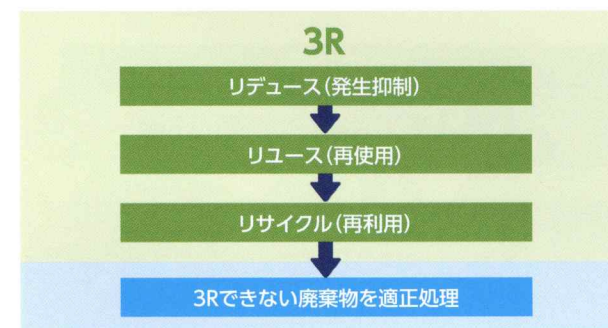 3R
リデュース(発生抑制)
リユース(再使用)
リサイクル(再利用)
3Rできない廃棄物を適正処理